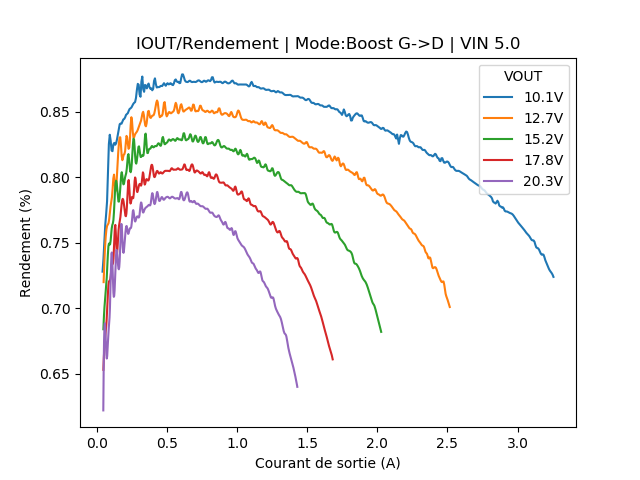 IOUT/Rendement | Mode:Boost G->D | VIN 5.0
VOUT
10.1V
12.7V
15.2V
17.8V
20.3V
Rendement (%)
0.85
0.80
0.75
0.70
0.65
0.0 0.5 1.0 1.5 2.0 2.5 3.0
Courant de sortie (A)